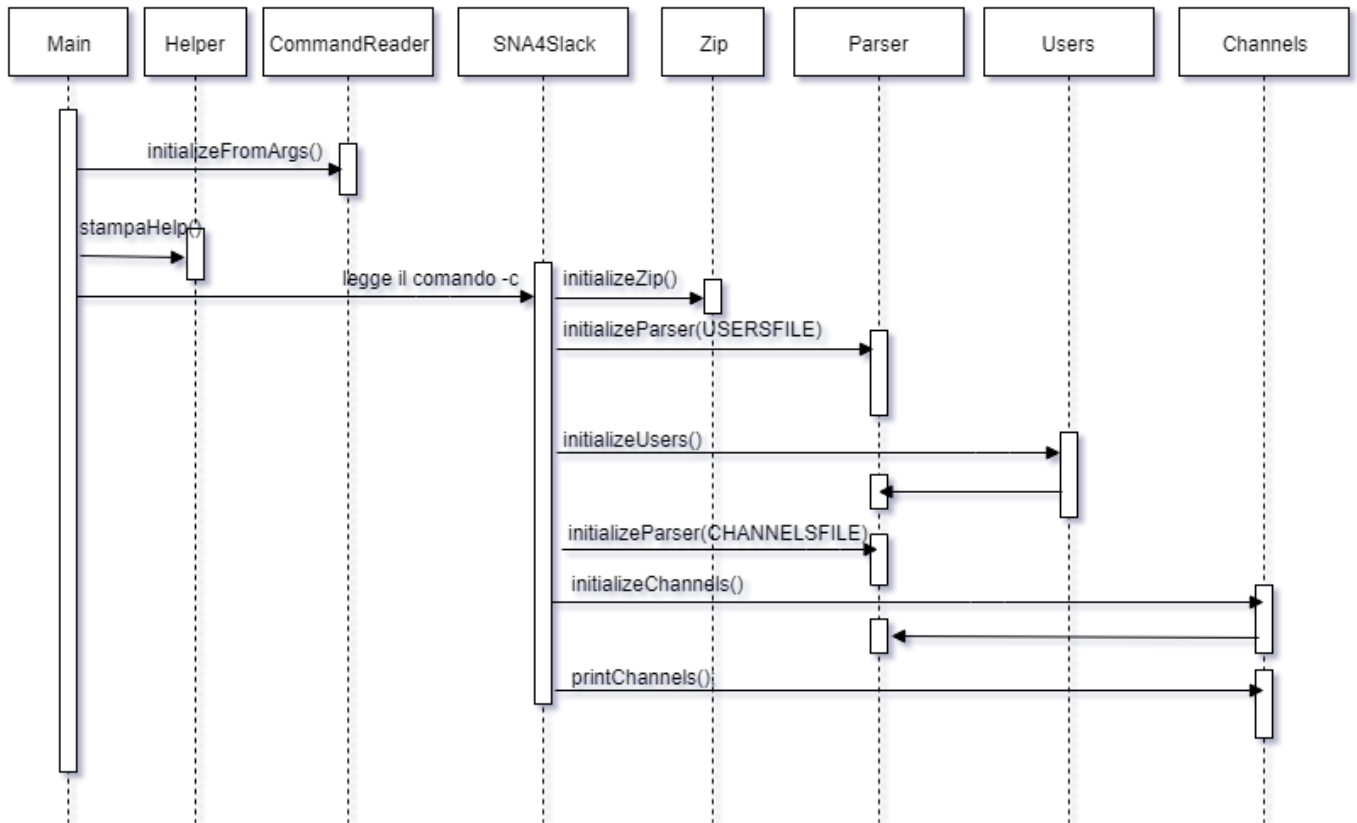 Main
Helper
CommandReader
SNA4Slack
Zip
Parser
Users
Channels
initializeFromArgs()
stampaHelp()
legge il comando -c
initializeZip()
initializeParser(USERSFILE)
initializeUsers()
initializeParser(CHANNELSFILE)
initializeChannels()
printChannels()